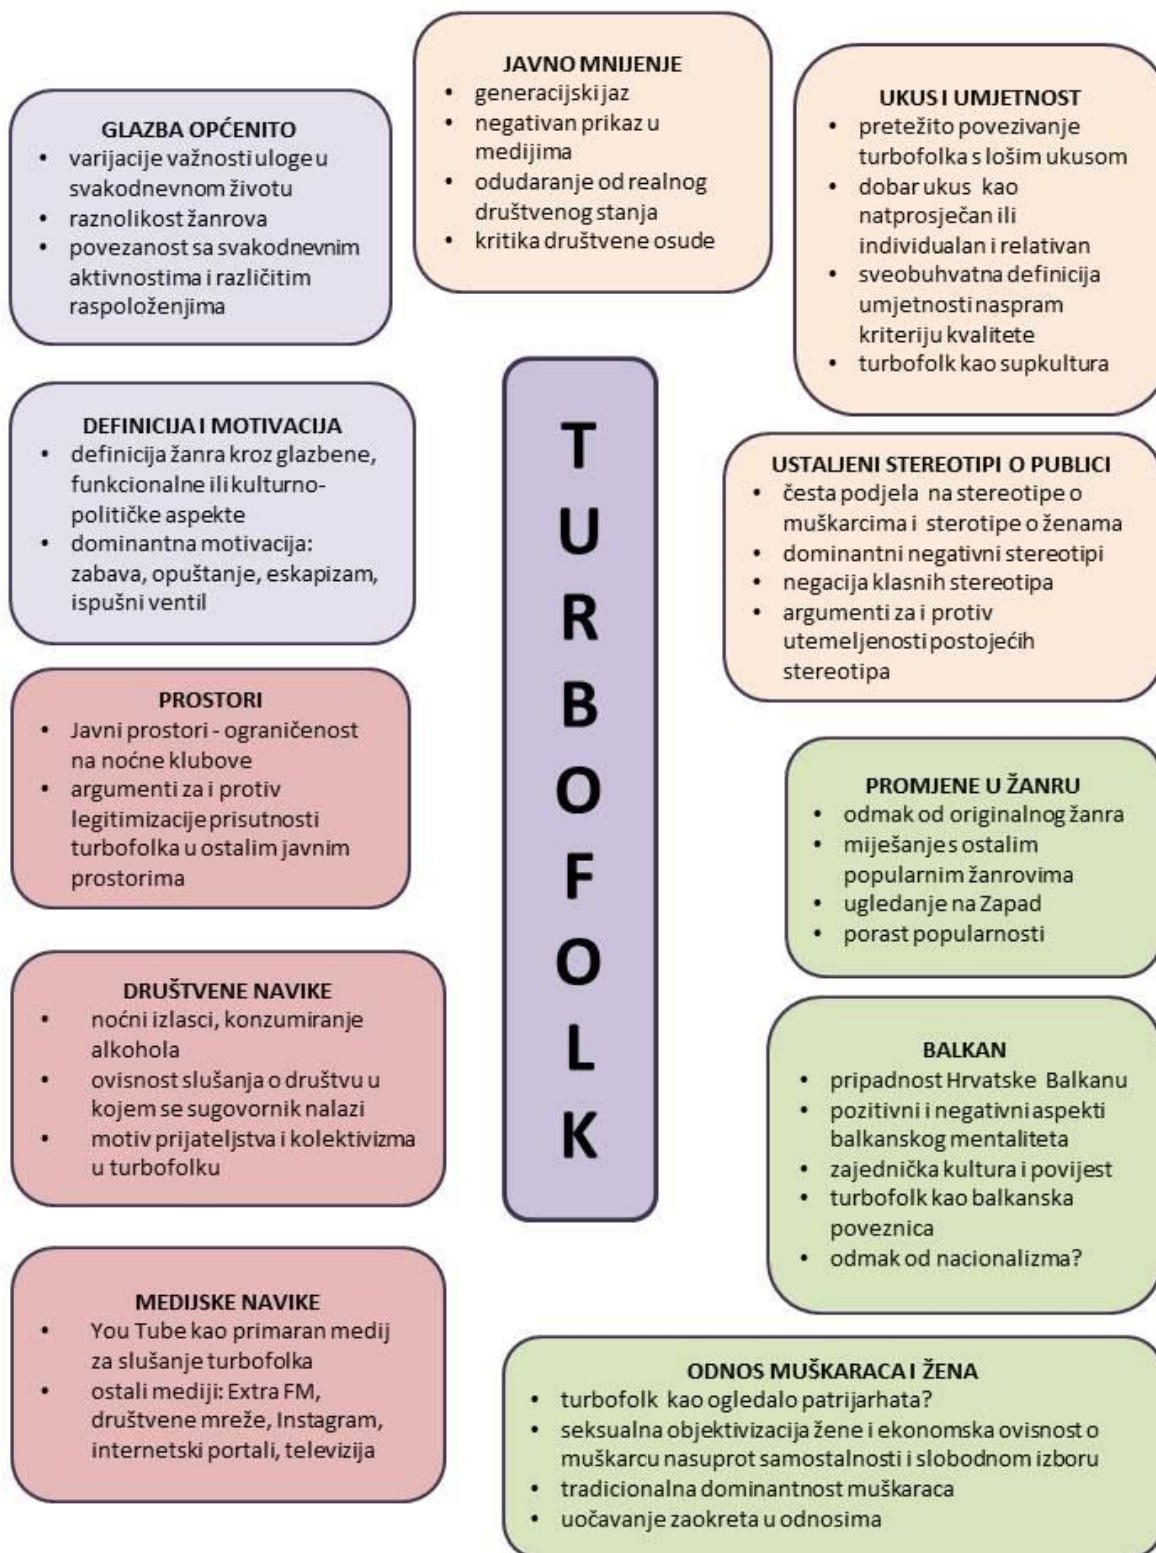 JAVNO MNIJENJE
• generacijski jaz
• negativan prikaz u
medijima
• odudaranje od realnog
društvenog stanja
• kritika društvene osude
GLAZBA OPĆENITO
• varijacije važnosti uloge u
svakodnevnom životu
• raznolikost žanrova
• povezanost sa svakodnevnim
aktivnostima i različitim
raspoloženjima
UKUS I UMJETNOST
• pretežito povezivanje
turbofolka s lošim ukusom
• dobar ukus kao
natprosječan ili
individualan i relativan
• sveobuhvatna definicija
umjetnosti naspram
kriteriju kvalitete
• turbofolk kao supkultura
DEFINICIJA I MOTIVACIJA
• definicija žanra kroz glazbene,
funkcionalne ili kulturno-
političke aspekte
• dominantna motivacija:
zabava, opuštanje, eskapizam,
ispušni ventil
T
U
R
B
O
F
O
L
K
USTALJENI STEREOTIPI O PUBLICI
• česta podjela na stereotipe o
muškarcima i sterotipe o ženama
• dominantni negativni stereotipi
• negacija klasnih stereotipa
• argumenti za i protiv
utemeljenosti postojećih
stereotipa
PROSTORI
• Javni prostori - ograničenost
na noćne klubove
• argumenti za i protiv
legitimizacije prisutnosti
turbofolka u ostalim javnim
prostorima
PROMJENE U ŽANRU
• odmak od originalnog žanra
• miješanje s ostalim
popularnim žanrovima
• ugledanje na Zapad
• porast popularnosti
DRUŠTVENE NAVIKE
• noćni izlasci, konzumiranje
alkohola
• ovisnost slušanja o društvu u
kojem se sugovornik nalazi
• motiv prijateljstva i kolektivizma
u turbofolku
BALKAN
• pripadnost Hrvatske Balkanu
• pozitivni i negativni aspekti
balkanskog mentaliteta
• zajednička kultura i povijest
• turbofolk kao balkanska
poveznica
• odmak od nacionalizma?
MEDIJSKE NAVIKE
• You Tube kao primaran medij
za slušanje turbofolka
• ostali mediji: Extra FM,
društvene mreže, Instagram,
internetski portali, televizija
ODNOS MUŠKARACA I ŽENA
• turbofolk kao ogledalo patrijarhata?
• seksualna objektivizacija žene i ekonomska ovisnost o
muškarcu nasuprot samostalnosti i slobodnom izboru
• tradicionalna dominantnost muškaraca
• uočavanje zaokreta u odnosima